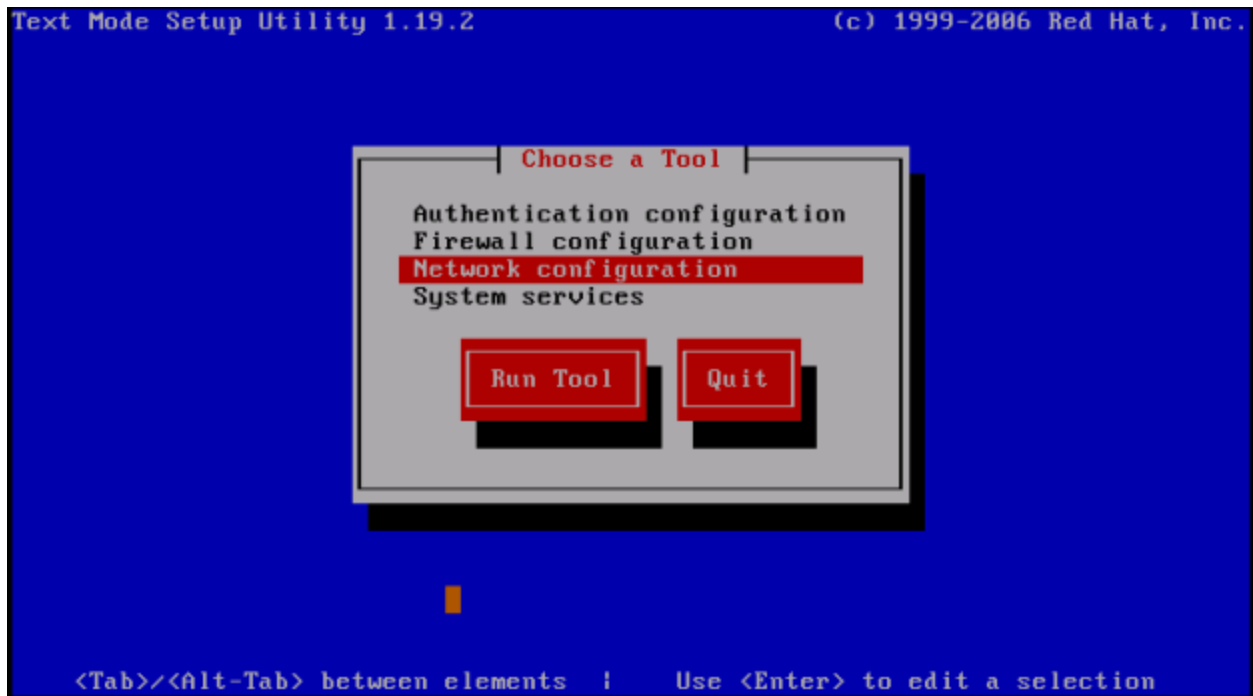 Text Mode Setup Utility 1.19.2 (c) 1999-2006 Red Hat, Inc.
Choose a Tool
Authentication configuration
Firewall configuration
Network configuration
System services
Run Tool Quit
<Tab>/<Alt-Tab> between elements | Use <Enter> to edit a selection